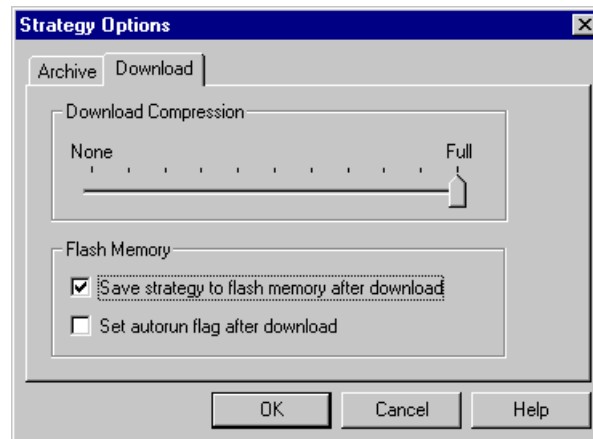 Strategy Options
Archive Download
Download Compression
None Full
Flash Memory
Save strategy to flash memory after download
Set autorun flag after download
OK Cancel Help